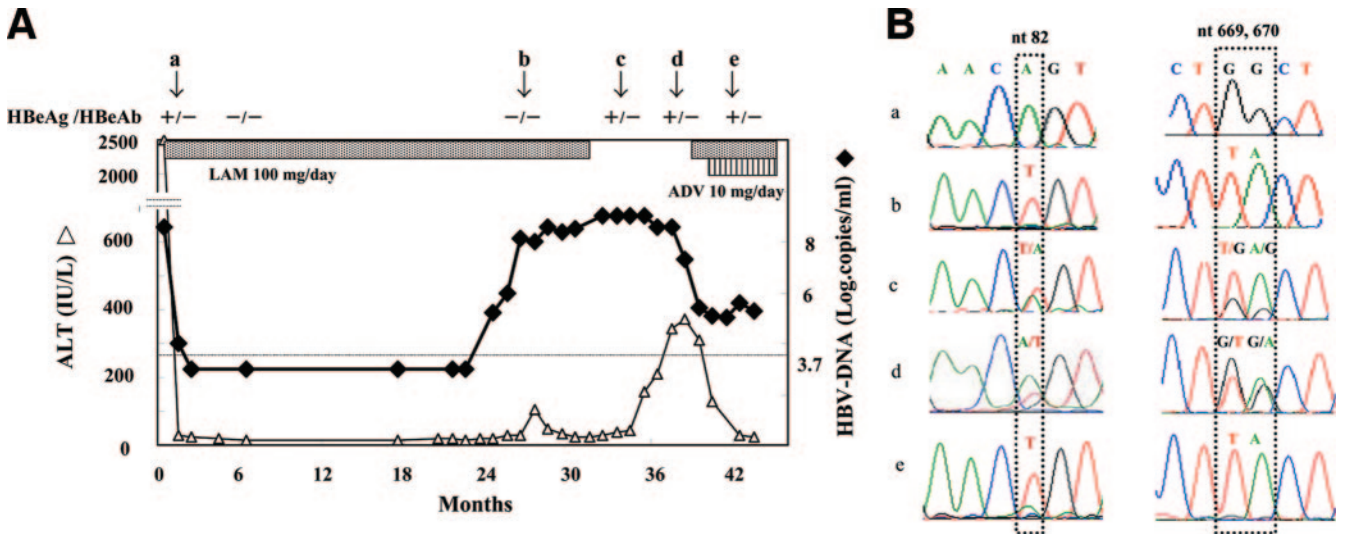 A
a b c d e
HBeAg /HBeAb +/− −/− −/− +/− +/− +/−
2500
2000
600
400
200
0
ALT (IU/L) △
LAM 100 mg/day
ADV 10 mg/day
8
6
3.7
HBV-DNA (Log.copies/ml) ◆
0 6 12 18 24 30 36 42
Months
B
nt 82
nt 669, 670
a
A A C A G T
C T G G C T
b
T
T A
c
T/A
T/G A/G
d
A/T
G/T G/A
e
T
T A